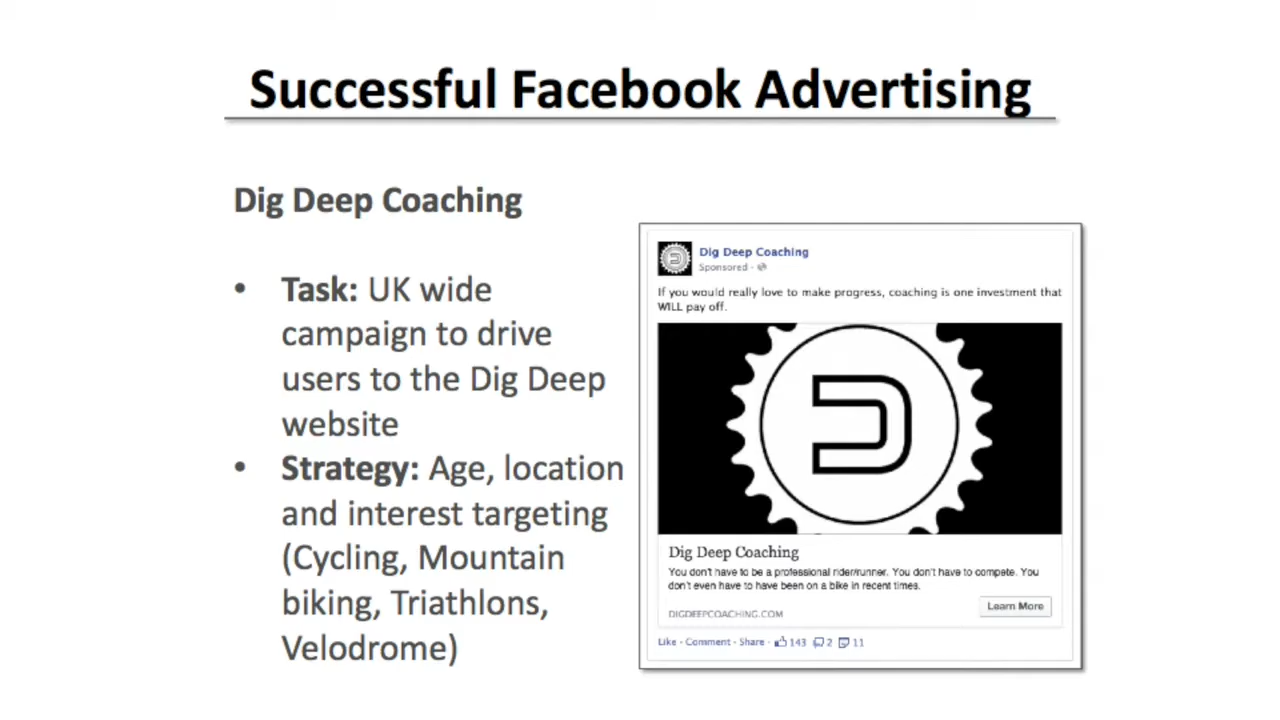 Successful Facebook Advertising
Dig Deep Coaching
• Task: UK wide
campaign to drive
users to the Dig Deep
website
• Strategy: Age, location
and interest targeting
(Cycling, Mountain
biking, Triathlons,
Velodrome)
Dig Deep Coaching
Sponsored ·
If you would really love to make progress, coaching is one investment that
WILL pay off.
D
Dig Deep Coaching
You don't have to be a professional rider/runner. You don't have to compete. You
don't even have to have been on a bike in recent times.
DIGDEEPCOACHING.COM
Learn More
Like · Comment · Share · 143 2 11